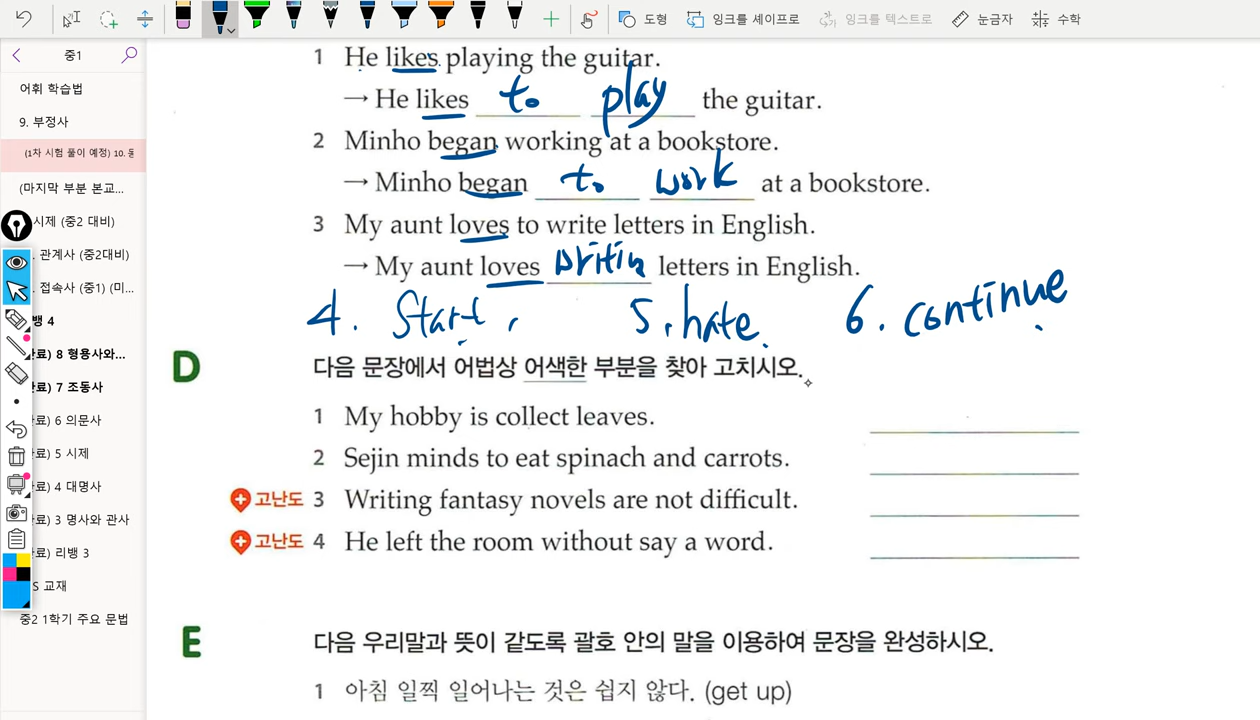 도형 잉크를 셰이프로 잉크를 텍스트로 눈금자 수학
중1
어휘 학습법
9. 부정사
(1차 시험 풀이 예정) 10. 동
(마지막 부분 본교...
시제 (중2 대비)
. 관계사 (중2대비)
. 접속사 (중1) (미...
뱅 4
료) 8 형용사와...
료) 7 조동사
료) 6 의문사
료) 5 시제
료) 4 대명사
료) 3 명사와 관사
료) 리뱅 3
S 교재
중2 1학기 주요 문법
1 He likes playing the guitar.
→ He likes to play the guitar.
2 Minho began working at a bookstore.
→ Minho began to work at a bookstore.
3 My aunt loves to write letters in English.
→ My aunt loves writing letters in English.
4. Start, 5. hate. 6. continue
D 다음 문장에서 어법상 어색한 부분을 찾아 고치시오.
1 My hobby is collect leaves.
2 Sejin minds to eat spinach and carrots.
고난도 3 Writing fantasy novels are not difficult.
고난도 4 He left the room without say a word.
E 다음 우리말과 뜻이 같도록 괄호 안의 말을 이용하여 문장을 완성하시오.
1 아침 일찍 일어나는 것은 쉽지 않다. (get up)